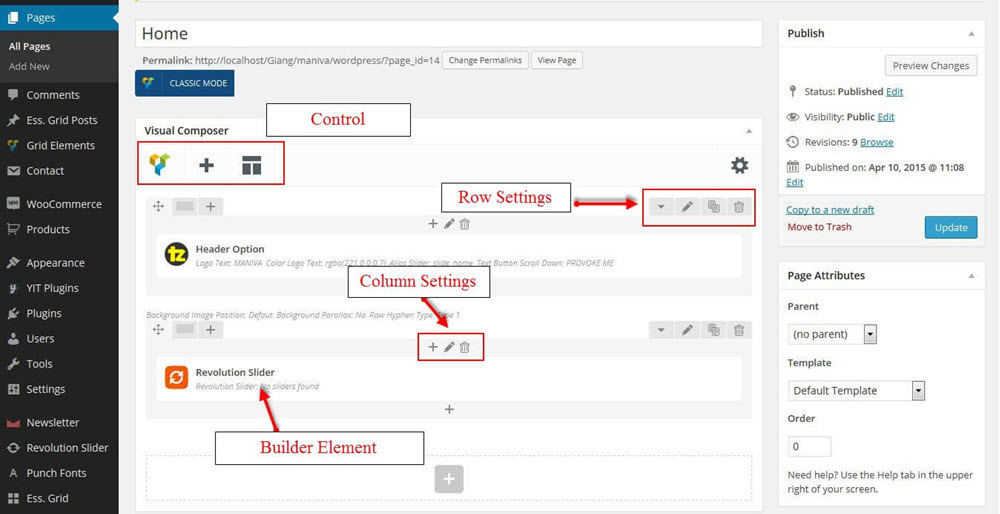 Pages
All Pages
Add New
Comments
Ess. Grid Posts
Grid Elements
Contact
WooCommerce
Products
Appearance
YIT Plugins
Plugins
Users
Tools
Settings
Newsletter
Revolution Slider
Punch Fonts
Ess. Grid
Home
Permalink: http://localhost/Giang/maniva/wordpress/?page_id=14 Change Permalinks View Page
CLASSIC MODE
Control
Visual Composer
Row Settings
tz
Header Option
Logo Text: MANIVA Color Logo Text: rgba(221,0,0,0.7) Alias Slider: slide_home Text Button Scroll Down: PROVOKE ME
Column Settings
Background Image Position: Defaut Background Parallax: No Row Hyphen Type: Type 1
Revolution Slider
Revolution Slider: No sliders found
Builder Element
Publish
Preview Changes
Status: Published Edit
Visibility: Public Edit
Revisions: 9 Browse
Published on: Apr 10, 2015 @ 11:08
Edit
Copy to a new draft
Move to Trash
Update
Page Attributes
Parent
(no parent)
Template
Default Template
Order
0
Need help? Use the Help tab in the upper
right of your screen.